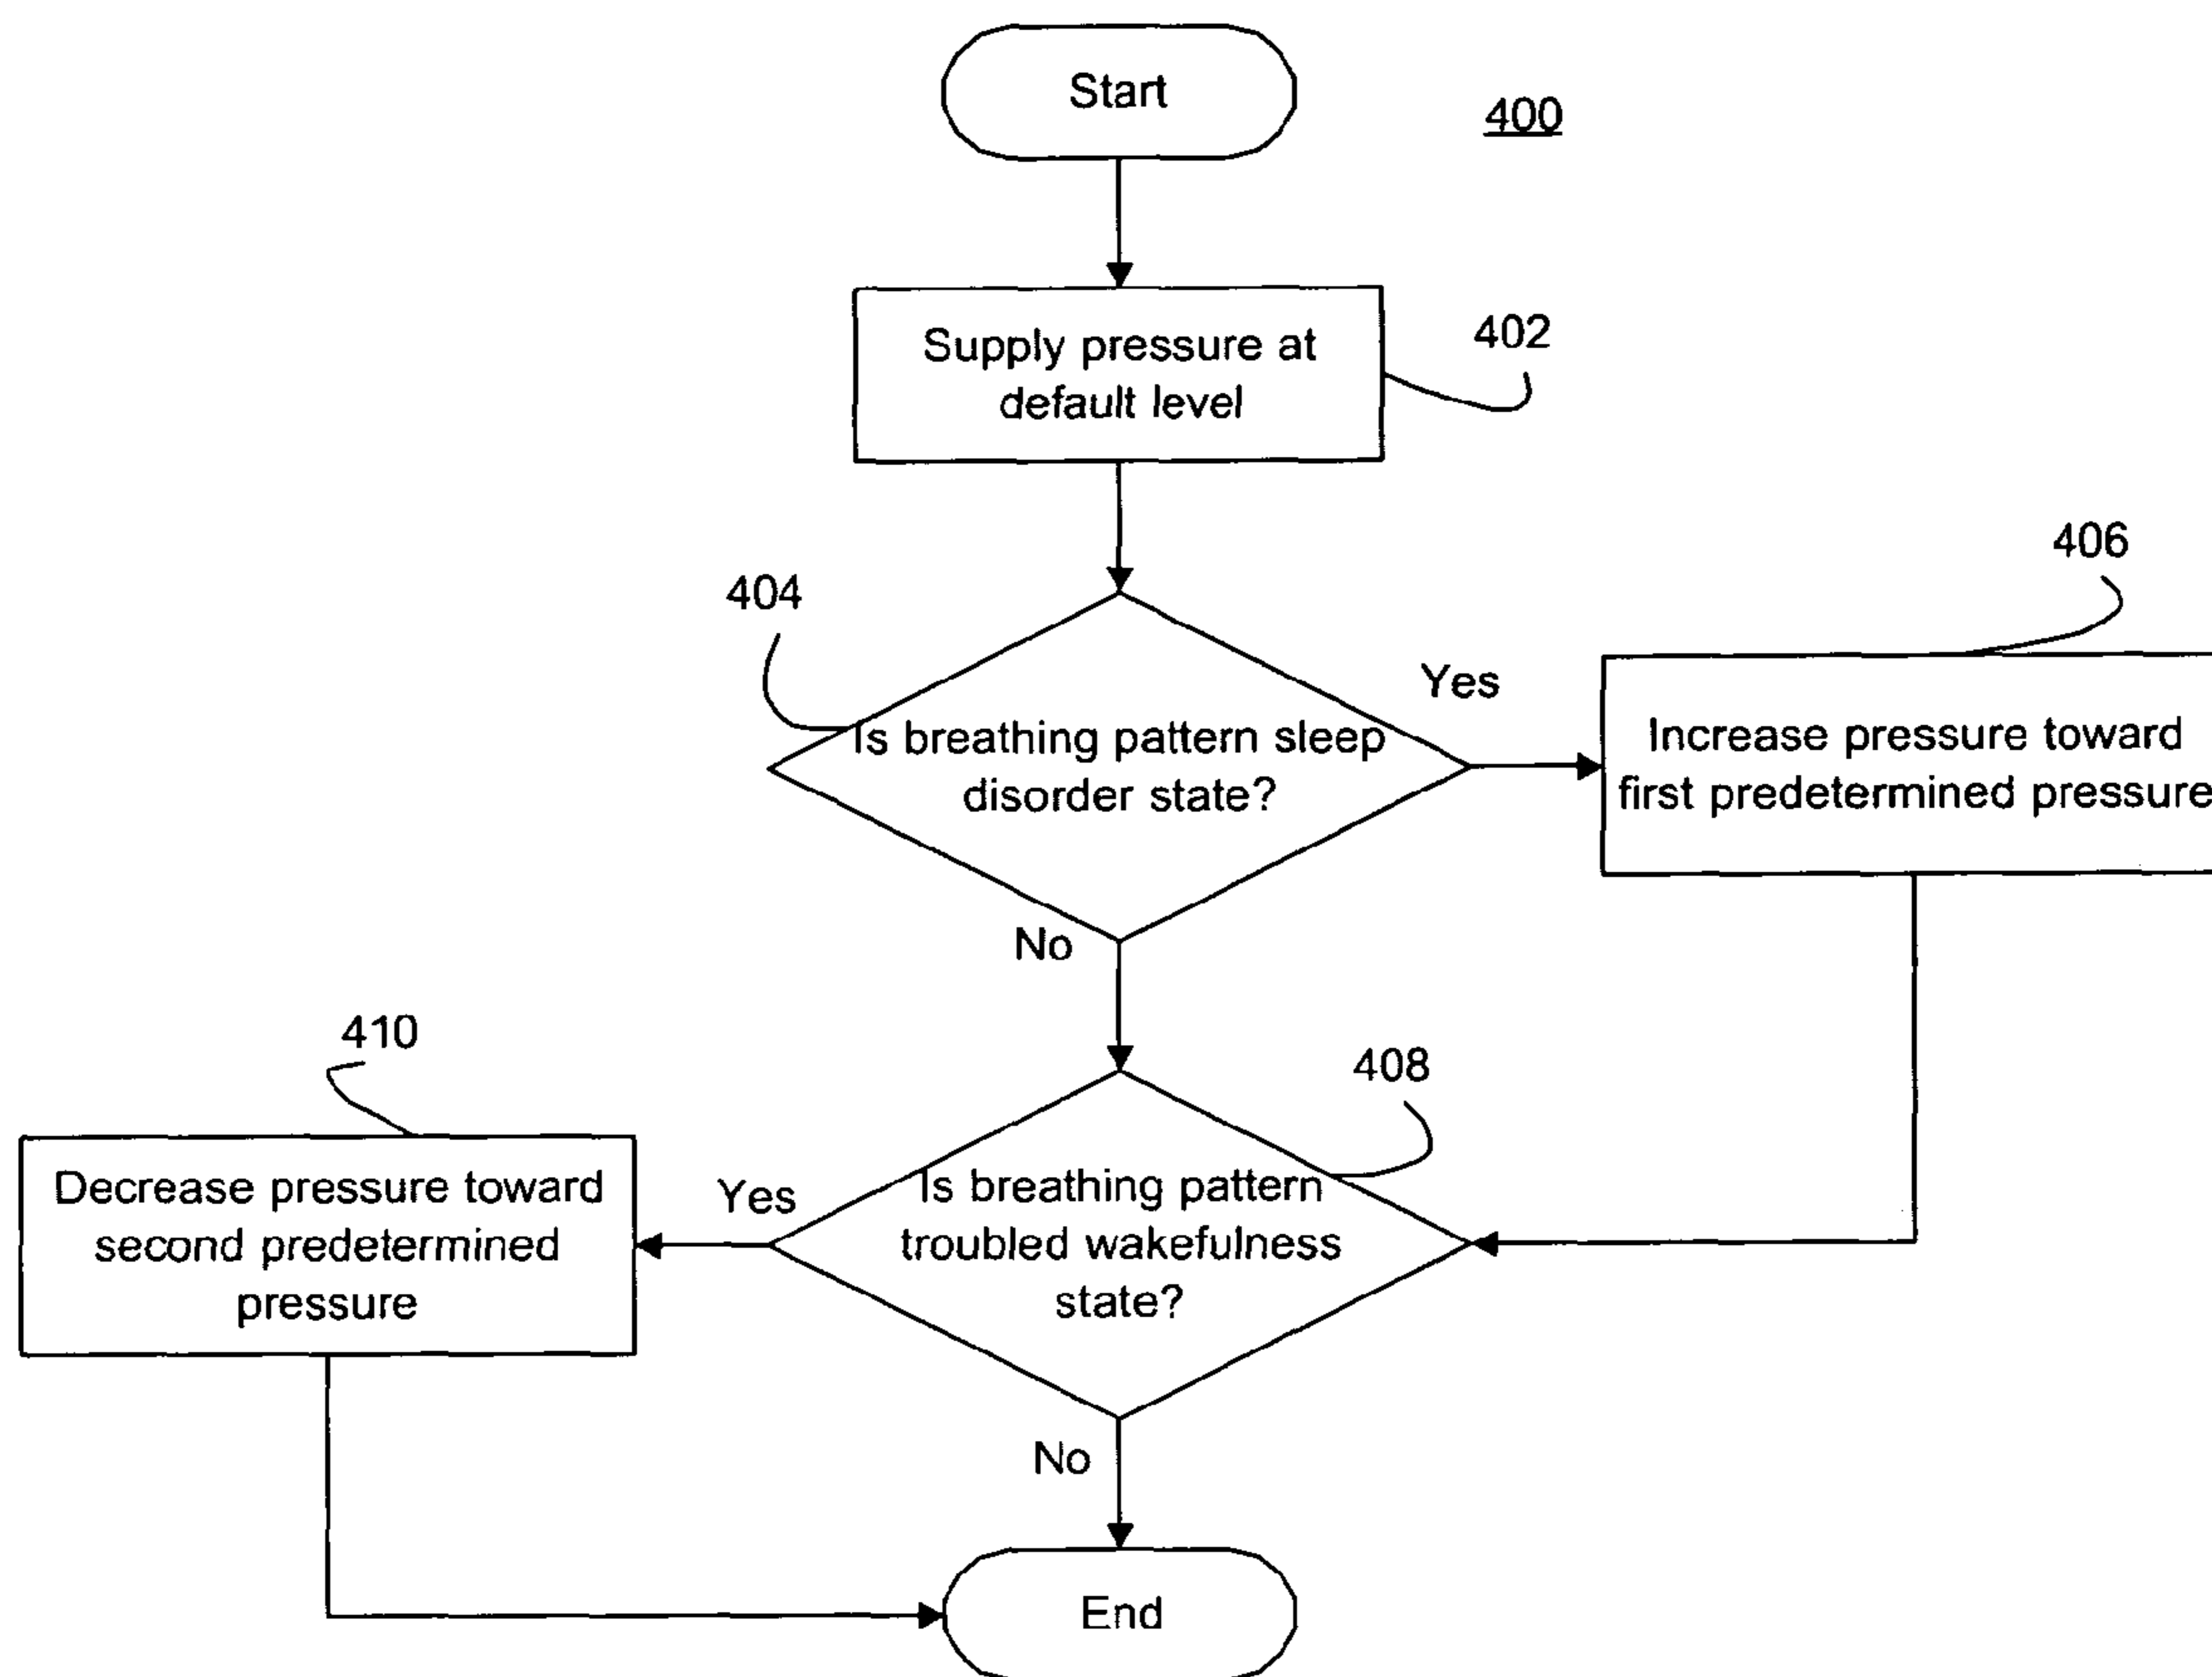 Start
400
Supply pressure at
default level
402
404
406
Is breathing pattern sleep
disorder state?
Yes
Increase pressure toward
first predetermined pressure
No
410
408
Decrease pressure toward
second predetermined
pressure
Yes
Is breathing pattern
troubled wakefulness
state?
No
End